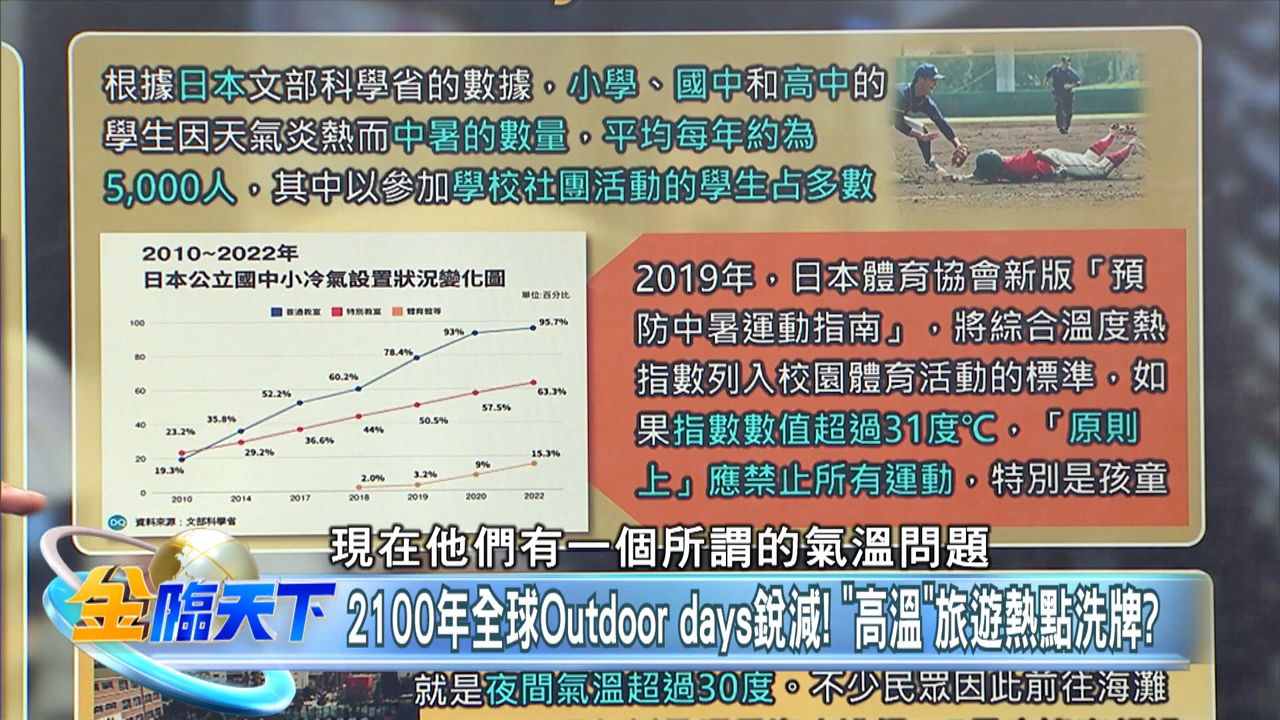 根據日本文部科學省的數據，小學、國中和高中的
學生因天氣炎熱而中暑的數量，平均每年約為
5,000人，其中以參加學校社團活動的學生占多數
2010~2022年
日本公立國中小冷氣設置狀況變化圖
單位:百分比
普通教室 特別教室 體育館等
100
80
60
40
20
0
19.3%
23.2%
35.8%
29.2%
52.2%
36.6%
60.2%
44%
2.0%
78.4%
50.5%
3.2%
93%
57.5%
9%
95.7%
63.3%
15.3%
2010 2014 2017 2018 2019 2020 2022
DQ 資料來源：文部科學省
2019年，日本體育協會新版「預
防中暑運動指南」，將綜合溫度熱
指數列入校園體育活動的標準，如
果指數數值超過31度℃，「原則
上」應禁止所有運動，特別是孩童
現在他們有一個所謂的氣溫問題
金臨天下
2100年全球Outdoor days銳減! "高溫"旅遊熱點洗牌?
就是夜間氣溫超過30度。不少民眾因此前往海灘